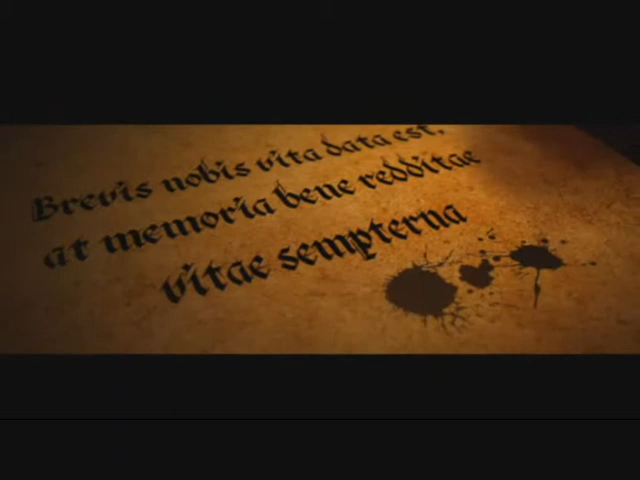 Brevis nobis vita data est,
at memoria bene redditae
vitae sempterna